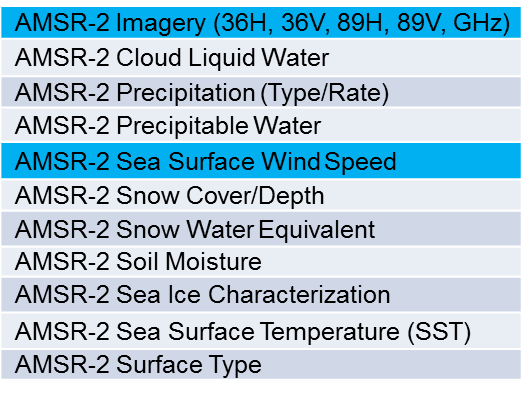 AMSR-2 Imagery (36H, 36V, 89H, 89V, GHz)
AMSR-2 Cloud Liquid Water
AMSR-2 Precipitation (Type/Rate)
AMSR-2 Precipitable Water
AMSR-2 Sea Surface Wind Speed
AMSR-2 Snow Cover/Depth
AMSR-2 Snow Water Equivalent
AMSR-2 Soil Moisture
AMSR-2 Sea Ice Characterization
AMSR-2 Sea Surface Temperature (SST)
AMSR-2 Surface Type